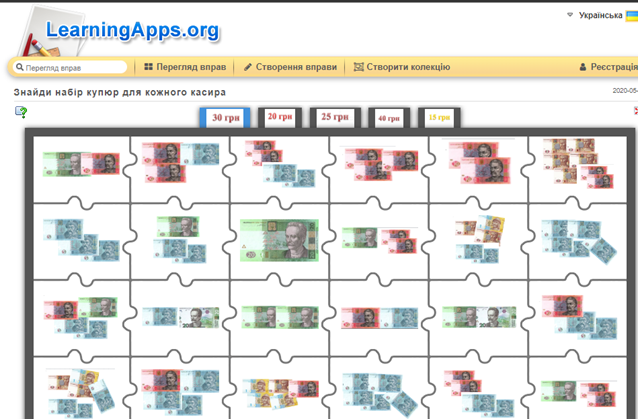 LearningApps.org
Українська
Перегляд вправ
Перегляд вправ
Створення вправи
Створити колекцію
Реєстрація
Знайди набір купюр для кожного касира
2020-05-
30 грн
20 грн
25 грн
40 грн
15 грн